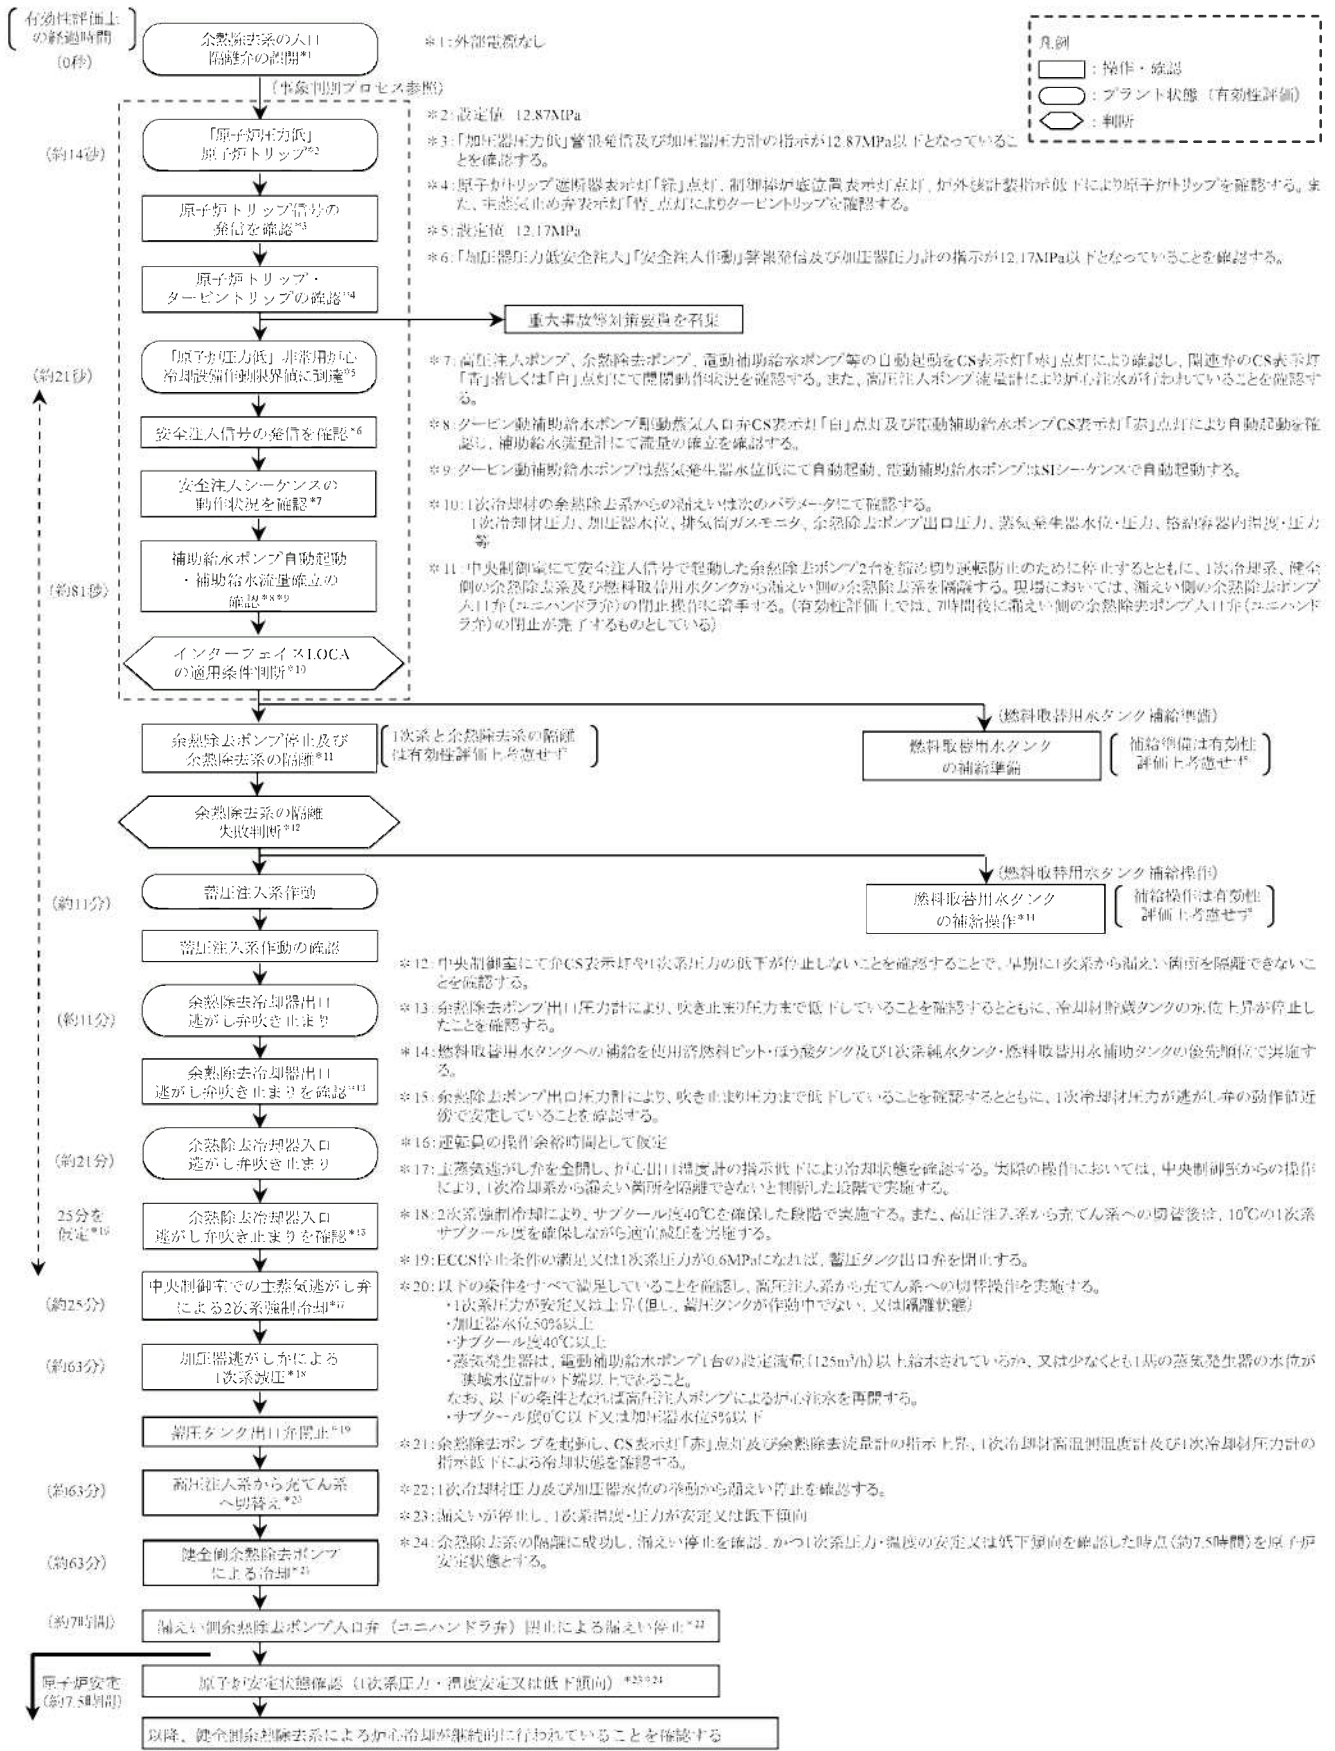 有効性評価上
の経過時間
(0秒)
余熱除去系の入口
隔離弁の誤開*1
*1:外部電源なし
凡例
：操作・確認
：プラント状態（有効性評価）
：判断
（事象判別プロセス参照）
(約14秒)
「原子炉圧力低」
原子炉トリップ*2
原子炉トリップ信号の
発信を確認*3
原子炉トリップ・
タービントリップの確認*4
*2:設定値 12.87MPa
*3:「加圧器圧力低」警報発信及び加圧器圧力計の指示が12.87MPa以下となっているこ
とを確認する。
*4:原子炉トリップ遮断器表示灯「緑」点灯、制御棒炉底位置表示灯点灯、炉外核計装指示低下により原子炉トリップを確認する。ま
た、主蒸気止め弁表示灯「青」点灯によりタービントリップを確認する。
*5:設定値 12.17MPa
*6:「加圧器圧力低安全注入」「安全注入作動」警報発信及び加圧器圧力計の指示が12.17MPa以下となっていることを確認する。
重大事故等対策要員を召集
(約21秒)
「原子炉圧力低」非常用炉心
冷却設備作動限界値に到達*5
安全注入信号の発信を確認*6
安全注入シーケンスの
動作状況を確認*7
(約81秒)
補助給水ポンプ自動起動
・補助給水流量確立の
確認*8*9
インターフェイスLOCA
の適用条件判断*10
*7:高圧注入ポンプ、余熱除去ポンプ、電動補助給水ポンプ等の自動起動をCS表示灯「赤」点灯により確認し、関連弁のCS表示灯
「青」若しくは「白」点灯にて開閉動作状況を確認する。また、高圧注入ポンプ流量計により炉心注水が行われていることを確認す
る。
*8:タービン動補助給水ポンプ駆動蒸気入口弁CS表示灯「白」点灯及び電動補助給水ポンプCS表示灯「赤」点灯により自動起動を確
認し、補助給水流量計にて流量の確立を確認する。
*9:タービン動補助給水ポンプは蒸気発生器水位低にて自動起動、電動補助給水ポンプはSIシーケンスで自動起動する。
*10:1次冷却材の余熱除去系からの漏えいは次のパラメータにて確認する。
1次冷却材圧力、加圧器水位、排気筒ガスモニタ、余熱除去ポンプ出口圧力、蒸気発生器水位・圧力、格納容器内温度・圧力
等
*11:中央制御室にて安全注入信号で起動した余熱除去ポンプ2台を締め切り運転防止のために停止するとともに、1次冷却系、健全
側の余熱除去系及び燃料取替用水タンクから漏えい側の余熱除去系を隔離する。現場においては、漏えい側の余熱除去ポンプ
入口弁(ユニハンドラ弁)の閉止操作に着手する。(有効性評価上では、7時間後に漏えい側の余熱除去ポンプ入口弁(ユニハンド
ラ弁)の閉止が完了するものとしている)
余熱除去ポンプ停止及び
余熱除去系の隔離*11
1次系と余熱除去系の隔離
は有効性評価上考慮せず
（燃料取替用水タンク補給準備）
燃料取替用水タンク
の補給準備
補給準備は有効性
評価上考慮せず
余熱除去系の隔離
失敗判断*12
（燃料取替用水タンク補給操作）
燃料取替用水タンク
の補給操作*14
補給操作は有効性
評価上考慮せず
(約11分)
蓄圧注入系作動
蓄圧注入系作動の確認
(約11分)
余熱除去冷却器出口
逃がし弁吹き止まり
余熱除去冷却器出口
逃がし弁吹き止まりを確認*13
(約21分)
余熱除去冷却器入口
逃がし弁吹き止まり
25分を
仮定*16
余熱除去冷却器入口
逃がし弁吹き止まりを確認*15
(約25分)
中央制御室での主蒸気逃がし弁
による2次系強制冷却*17
(約63分)
加圧器逃がし弁による
1次系減圧*18
蓄圧タンク出口弁閉止*19
(約63分)
高圧注入系から充てん系
へ切替え*20
(約63分)
健全側余熱除去ポンプ
による冷却*21
*12:中央制御室にて弁CS表示灯や1次系圧力の低下が停止しないことを確認することで、早期に1次系から漏えい箇所を隔離できないこ
とを確認する。
*13:余熱除去ポンプ出口圧力計により、吹き止まり圧力まで低下していることを確認するとともに、冷却材貯蔵タンクの水位上昇が停止し
たことを確認する。
*14:燃料取替用水タンクへの補給を使用済燃料ピット・ほう酸タンク及び1次系純水タンク・燃料取替用水補助タンクの優先順位で実施す
る。
*15:余熱除去ポンプ出口圧力計により、吹き止まり圧力まで低下していることを確認するとともに、1次冷却材圧力が逃がし弁の動作値近
傍で安定していることを確認する。
*16:運転員の操作余裕時間として仮定
*17:主蒸気逃がし弁を全開し、炉心出口温度計の指示低下により冷却状態を確認する。実際の操作においては、中央制御室からの操作
により、1次冷却系から漏えい箇所を隔離できないと判断した段階で実施する。
*18:2次系強制冷却により、サブクール度40℃を確保した段階で実施する。また、高圧注入系から充てん系への切替後は、10℃の1次系
サブクール度を確保しながら適宜減圧を実施する。
*19:ECCS停止条件の満足又は1次系圧力が0.6MPaになれば、蓄圧タンク出口弁を閉止する。
*20:以下の条件をすべて満足していることを確認し、高圧注入系から充てん系への切替操作を実施する。
・1次系圧力が安定又は上昇(但し、蓄圧タンクが作動中でない、又は隔離状態)
・加圧器水位50%以上
・サブクール度40℃以上
・蒸気発生器は、電動補助給水ポンプ1台の設定流量(125m³/h)以上給水されているか、又は少なくとも1基の蒸気発生器の水位が
狭域水位計の下端以上であること。
なお、以下の条件となれば高圧注入ポンプによる炉心注水を再開する。
・サブクール度0℃以下又は加圧器水位5%以下
*21:余熱除去ポンプを起動し、CS表示灯「赤」点灯及び余熱除去流量計の指示上昇、1次冷却材高温側温度計及び1次冷却材圧力計の
指示低下による冷却状態を確認する。
*22:1次冷却材圧力及び加圧器水位の挙動から漏えい停止を確認する。
*23:漏えいが停止し、1次系温度・圧力が安定又は低下傾向
*24:余熱除去系の隔離に成功し、漏えい停止を確認、かつ1次系圧力・温度の安定又は低下傾向を確認した時点(約7.5時間)を原子炉
安定状態とする。
(約7時間)
漏えい側余熱除去ポンプ入口弁（ユニハンドラ弁）閉止による漏えい停止*22
原子炉安定
(約7.5時間)
原子炉安定状態確認（1次系圧力・温度安定又は低下傾向）*23*24
以降、健全側余熱除去系による炉心冷却が継続的に行われていることを確認する